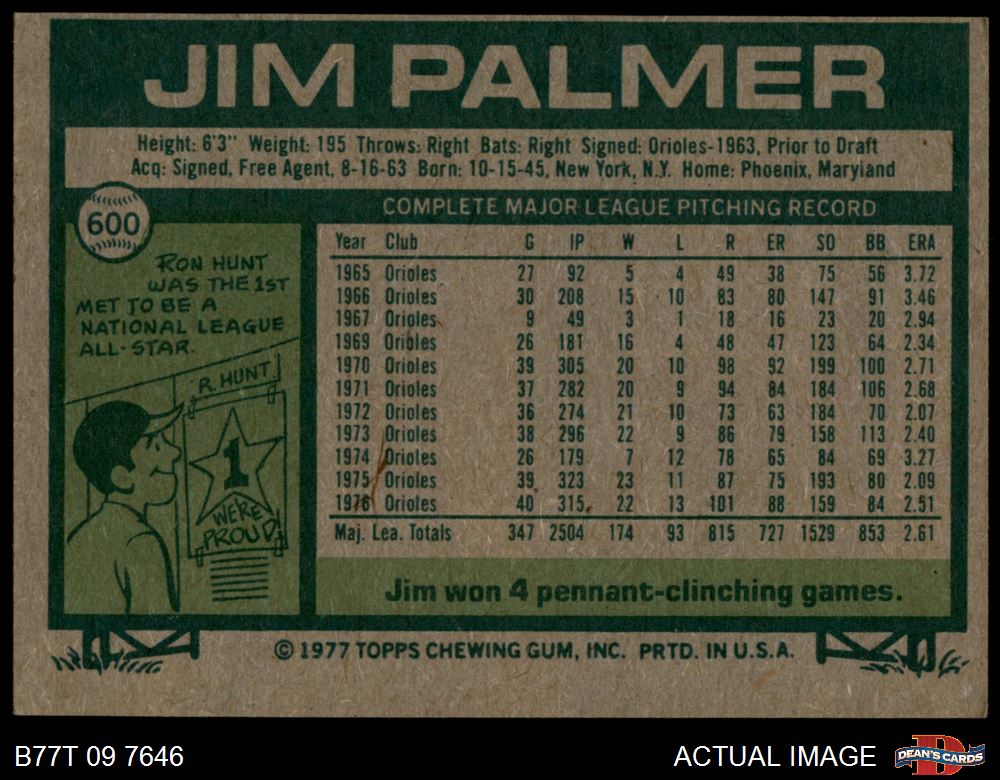 JIM PALMER
Height: 6'3" Weight: 195 Throws: Right Bats: Right Signed: Orioles-1963, Prior to Draft
Acq: Signed, Free Agent, 8-16-63 Born: 10-15-45, New York, N.Y. Home: Phoenix, Maryland
600
COMPLETE MAJOR LEAGUE PITCHING RECORD
RON HUNT
WAS THE 1ST
MET TO BE A
NATIONAL LEAGUE
ALL-STAR.
R. HUNT
1
WE'RE
PROUD
Year Club G IP W L R ER SO BB ERA
1965 Orioles 27 92 5 4 49 38 75 56 3.72
1966 Orioles 30 208 15 10 83 80 147 91 3.46
1967 Orioles 9 49 3 1 18 16 23 20 2.94
1969 Orioles 26 181 16 4 48 47 123 64 2.34
1970 Orioles 39 305 20 10 98 92 199 100 2.71
1971 Orioles 37 282 20 9 94 84 184 106 2.68
1972 Orioles 36 274 21 10 73 63 184 70 2.07
1973 Orioles 38 296 22 9 86 79 158 113 2.40
1974 Orioles 26 179 7 12 78 65 84 69 3.27
1975 Orioles 39 323 23 11 87 75 193 80 2.09
1976 Orioles 40 315 22 13 101 88 159 84 2.51
Maj. Lea. Totals 347 2504 174 93 815 727 1529 853 2.61
Jim won 4 pennant-clinching games.
© 1977 TOPPS CHEWING GUM, INC. PRTD. IN U.S.A.
B77T 09 7646
ACTUAL IMAGE
DEAN'S CARDS